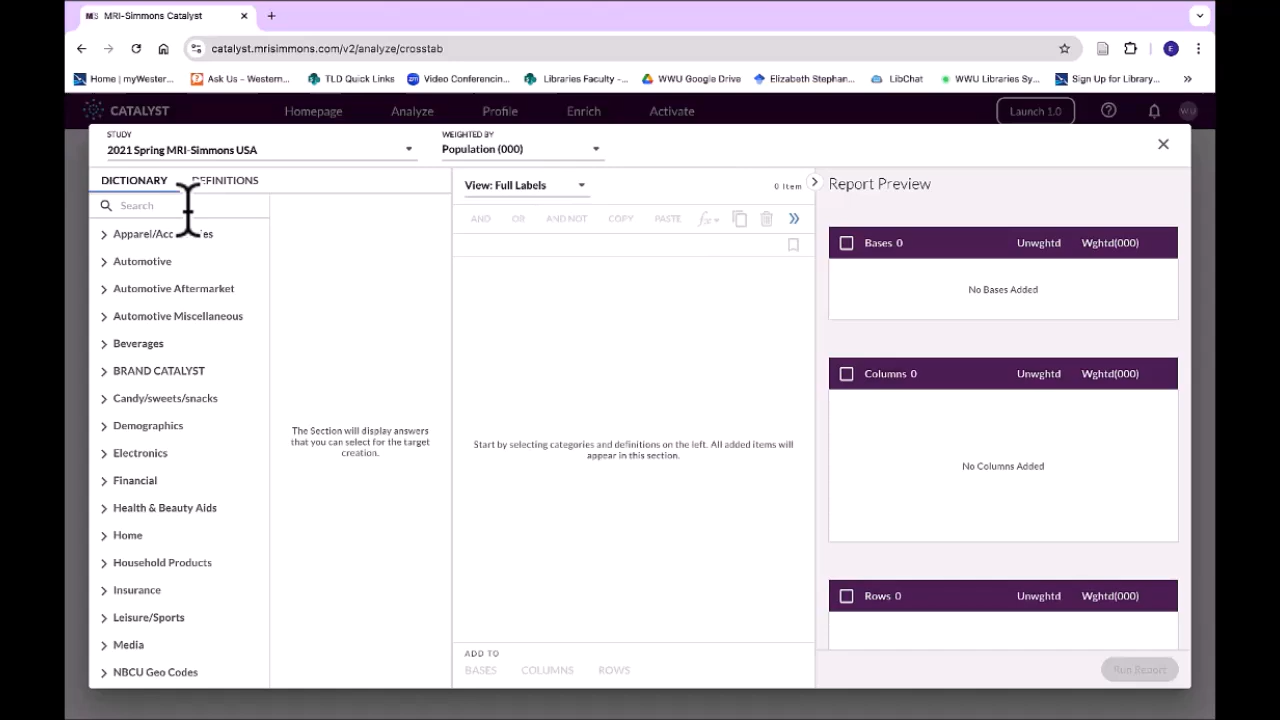 MRI-Simmons Catalyst
catalyst.mrisimmons.com/v2/analyze/crosstab
Home | myWester... Ask Us - Western... TLD Quick Links Video Conferencin... Libraries Faculty -... WWU Google Drive Elizabeth Stephan... LibChat WWU Libraries Sy... Sign Up for Library...
CATALYST Homepage Analyze Profile Enrich Activate Launch 1.0 WU
STUDY WEIGHTED BY
2021 Spring MRI-Simmons USA Population (000)
DICTIONARY DEFINITIONS View: Full Labels 0 Item Report Preview
Search AND OR AND NOT COPY PASTE fx
Apparel/Acc es
Automotive
Automotive Aftermarket
Automotive Miscellaneous
Beverages
BRAND CATALYST
Candy/sweets/snacks
Demographics
Electronics
Financial
Health & Beauty Aids
Home
Household Products
Insurance
Leisure/Sports
Media
NBCU Geo Codes
The Section will display answers
that you can select for the target
creation.
Start by selecting categories and definitions on the left. All added items will
appear in this section.
ADD TO
BASES COLUMNS ROWS
Bases 0 Unwghtd Wghtd(000)
No Bases Added
Columns 0 Unwghtd Wghtd(000)
No Columns Added
Rows 0 Unwghtd Wghtd(000)
Run Report